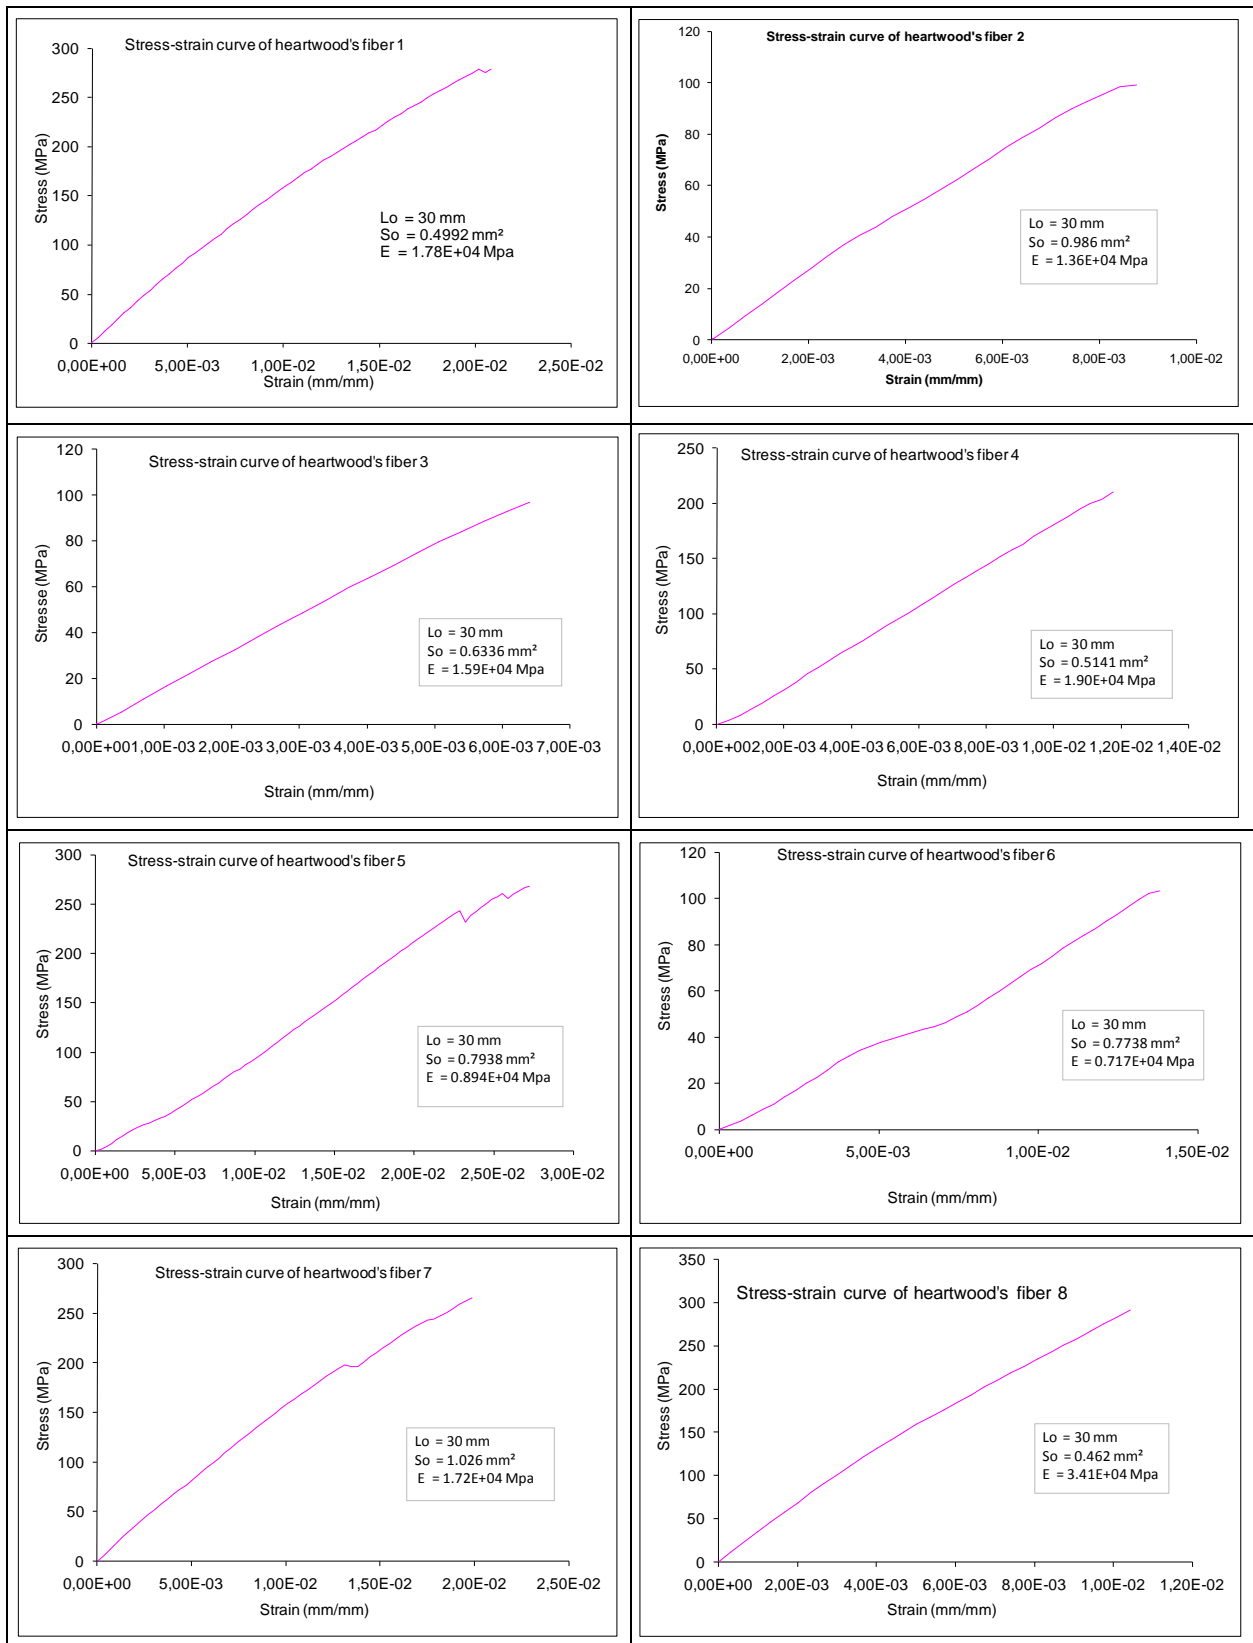 Stress-strain curve of heartwood's fiber 1
Stress (MPa)
300
250
200
150
100
50
0
Lo = 30 mm
So = 0.4992 mm²
E = 1.78E+04 Mpa
0,00E+00 5,00E-03 1,00E-02 1,50E-02 2,00E-02 2,50E-02
Strain (mm/mm)
Stress-strain curve of heartwood's fiber 2
Stress (MPa)
120
100
80
60
40
20
0
Lo = 30 mm
So = 0.986 mm²
E = 1.36E+04 Mpa
0,00E+00 2,00E-03 4,00E-03 6,00E-03 8,00E-03 1,00E-02
Strain (mm/mm)
Stress-strain curve of heartwood's fiber 3
Stresse (MPa)
120
100
80
60
40
20
0
Lo = 30 mm
So = 0.6336 mm²
E = 1.59E+04 Mpa
0,00E+001,00E-03 2,00E-03 3,00E-03 4,00E-03 5,00E-03 6,00E-03 7,00E-03
Strain (mm/mm)
Stress-strain curve of heartwood's fiber 4
Stress (MPa)
250
200
150
100
50
0
Lo = 30 mm
So = 0.5141 mm²
E = 1.90E+04 Mpa
0,00E+002,00E-03 4,00E-03 6,00E-03 8,00E-03 1,00E-02 1,20E-02 1,40E-02
Strain (mm/mm)
Stress-strain curve of heartwood's fiber 5
Stress (MPa)
300
250
200
150
100
50
0
Lo = 30 mm
So = 0.7938 mm²
E = 0.894E+04 Mpa
0,00E+00 5,00E-03 1,00E-02 1,50E-02 2,00E-02 2,50E-02 3,00E-02
Strain (mm/mm)
Stress-strain curve of heartwood's fiber 6
Stress (MPa)
120
100
80
60
40
20
0
Lo = 30 mm
So = 0.7738 mm²
E = 0.717E+04 Mpa
0,00E+00 5,00E-03 1,00E-02 1,50E-02
Strain (mm/mm)
Stress-strain curve of heartwood's fiber 7
Stress (MPa)
300
250
200
150
100
50
0
Lo = 30 mm
So = 1.026 mm²
E = 1.72E+04 Mpa
0,00E+00 5,00E-03 1,00E-02 1,50E-02 2,00E-02 2,50E-02
Strain (mm/mm)
Stress-strain curve of heartwood's fiber 8
Stress (MPa)
350
300
250
200
150
100
50
0
Lo = 30 mm
So = 0.462 mm²
E = 3.41E+04 Mpa
0,00E+00 2,00E-03 4,00E-03 6,00E-03 8,00E-03 1,00E-02 1,20E-02
Strain (mm/mm)